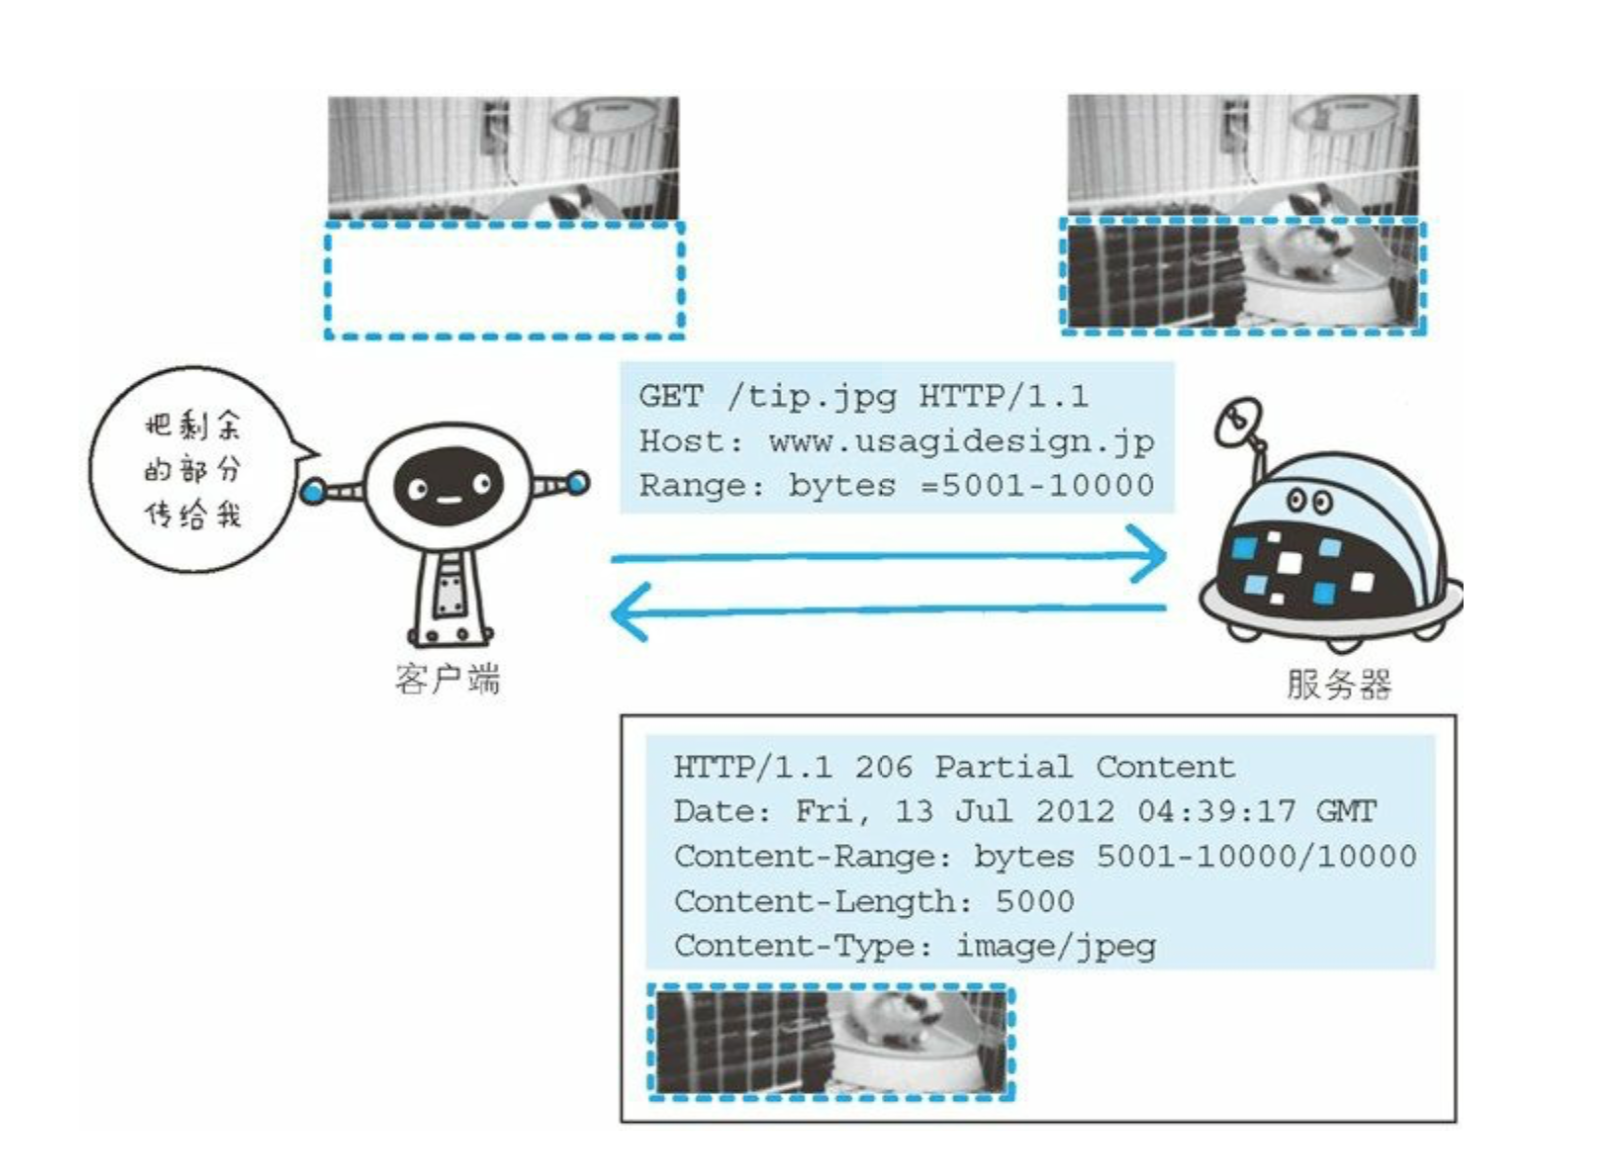 把剩余
的部分
传给我
GET /tip.jpg HTTP/1.1
Host: www.usagidesign.jp
Range: bytes =5001-10000
客户端
服务器
HTTP/1.1 206 Partial Content
Date: Fri, 13 Jul 2012 04:39:17 GMT
Content-Range: bytes 5001-10000/10000
Content-Length: 5000
Content-Type: image/jpeg